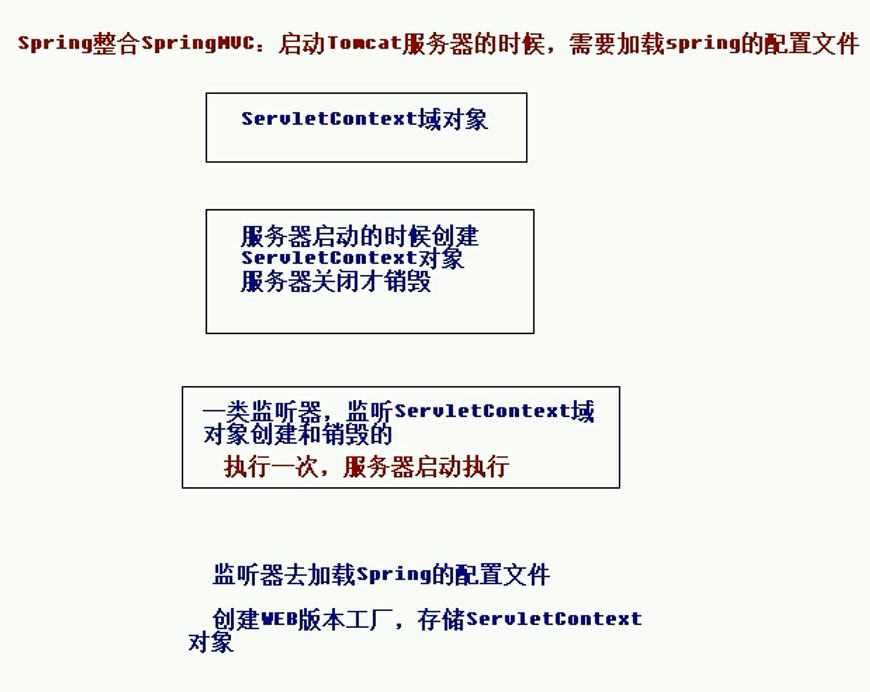 Spring整合SpringMVC：启动Tomcat服务器的时候，需要加载spring的配置文件
ServletContext域对象
服务器启动的时候创建
ServletContext对象
服务器关闭才销毁
一类监听器，监听ServletContext域
对象创建和销毁的
执行一次，服务器启动执行
监听器去加载Spring的配置文件
创建WEB版本工厂，存储ServletContext
对象